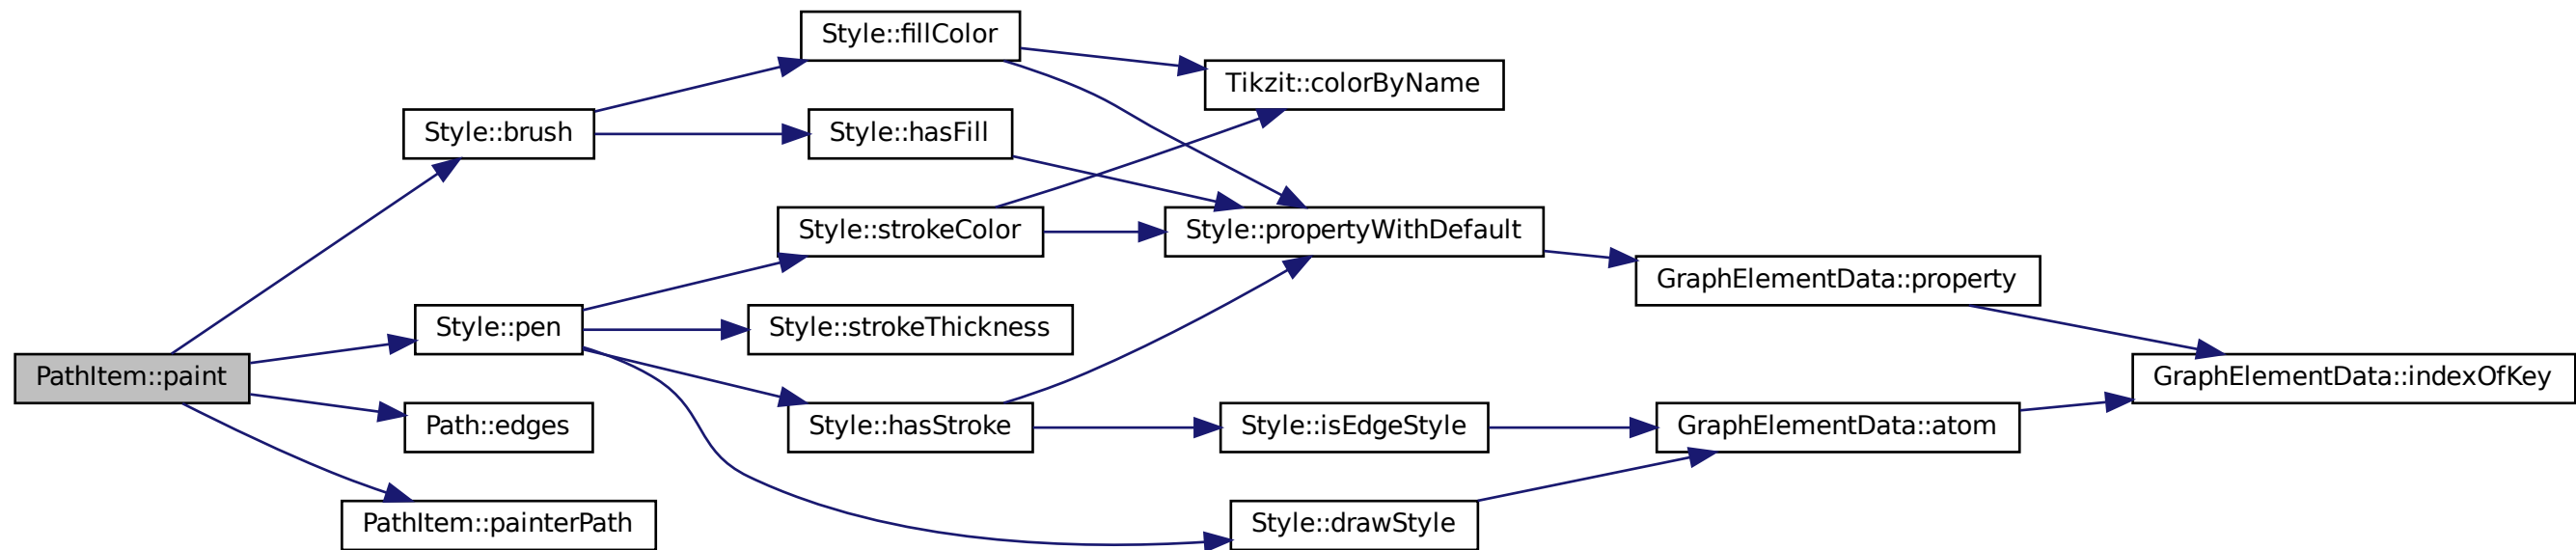 Style::fillColor
Tikzit::colorByName
Style::brush
Style::hasFill
Style::strokeColor
Style::propertyWithDefault
GraphElementData::property
Style::pen
Style::strokeThickness
PathItem::paint
GraphElementData::indexOfKey
Path::edges
Style::hasStroke
Style::isEdgeStyle
GraphElementData::atom
PathItem::painterPath
Style::drawStyle